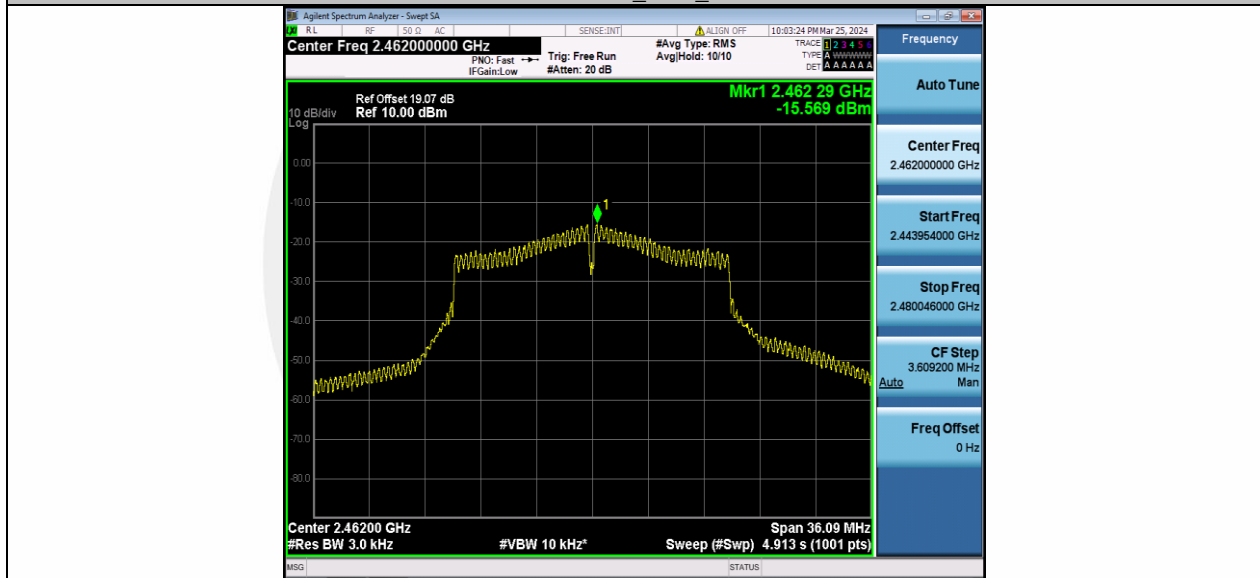 Agilent Spectrum Analyzer - Swept SA
RL RF 50 Ω AC SENSE:INT ALIGN OFF 10:03:24 PM Mar 25, 2024
Center Freq 2.462000000 GHz
PNO: Fast
IFGain:Low
Trig: Free Run
#Atten: 20 dB
#Avg Type: RMS
Avg|Hold: 10/10
TRACE 1 2 3 4 5 6
TYPE A WWWWW
DET A A A A A A
Mkr1 2.462 29 GHz
-15.569 dBm
Ref Offset 19.07 dB
10 dB/div Ref 10.00 dBm
Log
0.00
-10.0
-20.0
-30.0
-40.0
-50.0
-60.0
-70.0
-80.0
1
Center 2.46200 GHz Span 36.09 MHz
#Res BW 3.0 kHz #VBW 10 kHz* Sweep (#Swp) 4.913 s (1001 pts)
MSG STATUS
Frequency
Auto Tune
Center Freq
2.462000000 GHz
Start Freq
2.443954000 GHz
Stop Freq
2.480046000 GHz
CF Step
3.609200 MHz
Auto Man
Freq Offset
0 Hz